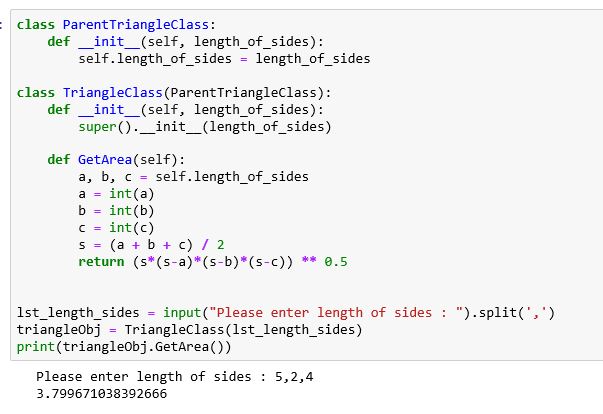 class ParentTriangleClass:
    def __init__(self, length_of_sides):
        self.length_of_sides = length_of_sides
class TriangleClass(ParentTriangleClass):
    def __init__(self, length_of_sides):
        super().__init__(length_of_sides)
    def GetArea(self):
        a, b, c = self.length_of_sides
        a = int(a)
        b = int(b)
        c = int(c)
        s = (a + b + c) / 2
        return (s*(s-a)*(s-b)*(s-c)) ** 0.5
lst_length_sides = input("Please enter length of sides : ").split(',')
triangleObj = TriangleClass(lst_length_sides)
print(triangleObj.GetArea())
Please enter length of sides : 5,2,4
3.799671038392666